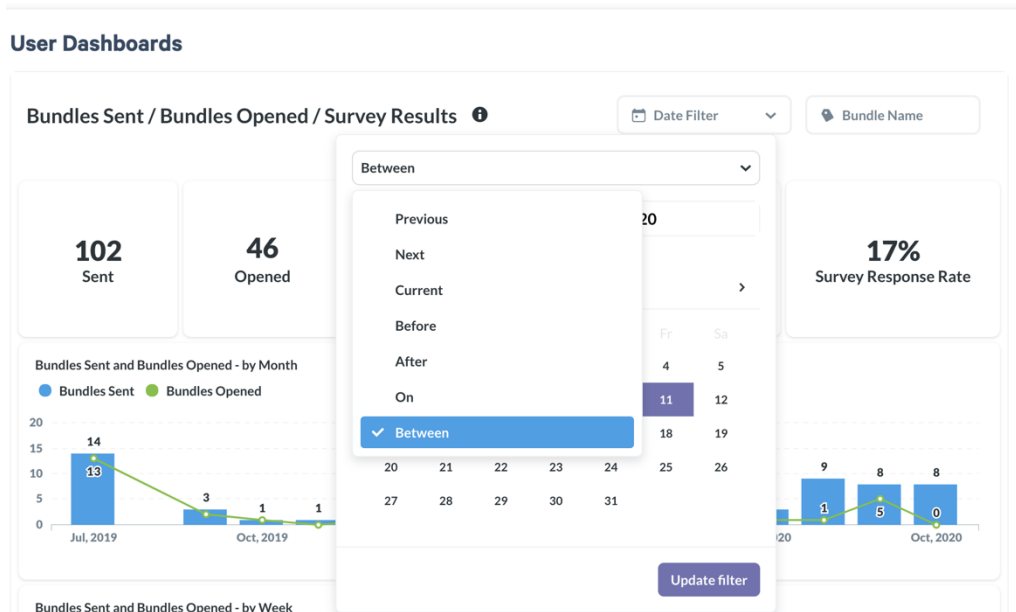 User Dashboards
Bundles Sent / Bundles Opened / Survey Results
Date Filter
Bundle Name
Between
Previous
Next
Current
Before
After
On
Between
20
Fr Sa
4 5
11 12
18 19
20 21 22 23 24 25 26
27 28 29 30 31
Update filter
102
Sent
46
Opened
17%
Survey Response Rate
Bundles Sent and Bundles Opened - by Month
Bundles Sent Bundles Opened
20
15
10
5
0
14
13
3
1
1
9
1
8
5
8
0
Jul, 2019
Oct, 2019
20
Oct, 2020
Bundles Sent and Bundles Opened - by Week